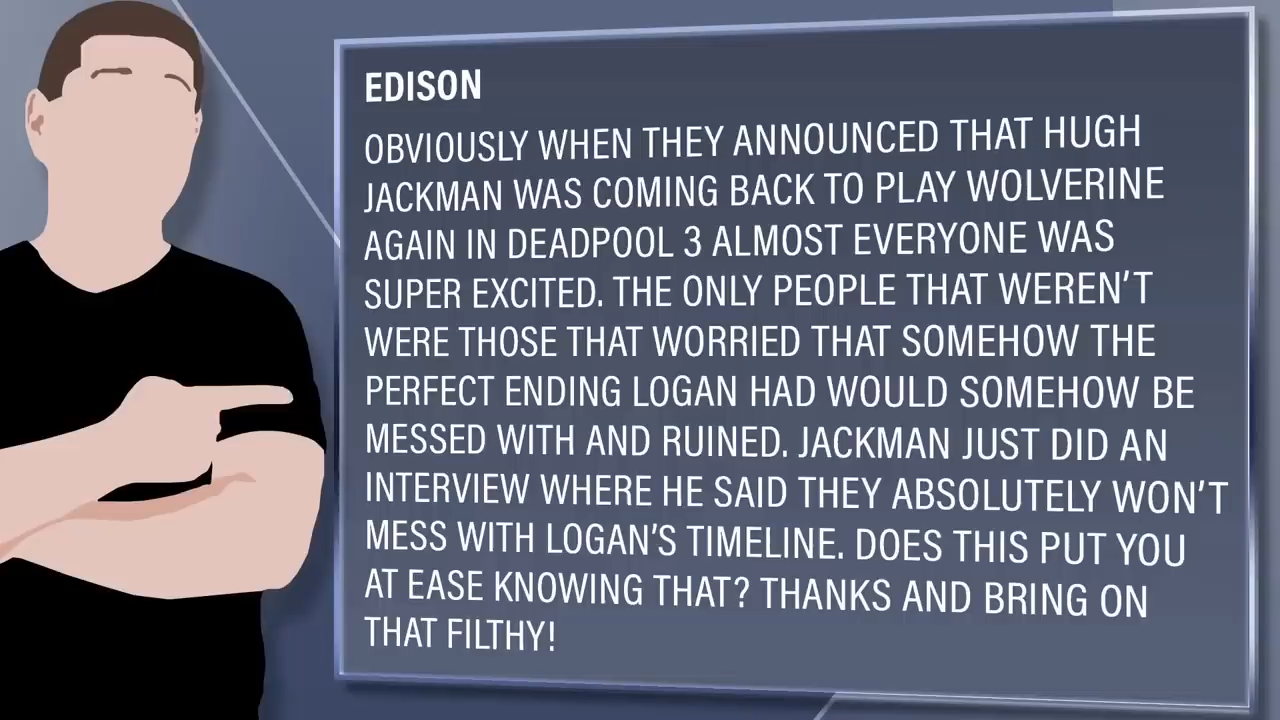 EDISON
OBVIOUSLY WHEN THEY ANNOUNCED THAT HUGH
JACKMAN WAS COMING BACK TO PLAY WOLVERINE
AGAIN IN DEADPOOL 3 ALMOST EVERYONE WAS
SUPER EXCITED. THE ONLY PEOPLE THAT WEREN'T
WERE THOSE THAT WORRIED THAT SOMEHOW THE
PERFECT ENDING LOGAN HAD WOULD SOMEHOW BE
MESSED WITH AND RUINED. JACKMAN JUST DID AN
INTERVIEW WHERE HE SAID THEY ABSOLUTELY WON'T
MESS WITH LOGAN'S TIMELINE. DOES THIS PUT YOU
AT EASE KNOWING THAT? THANKS AND BRING ON
THAT FILTHY!